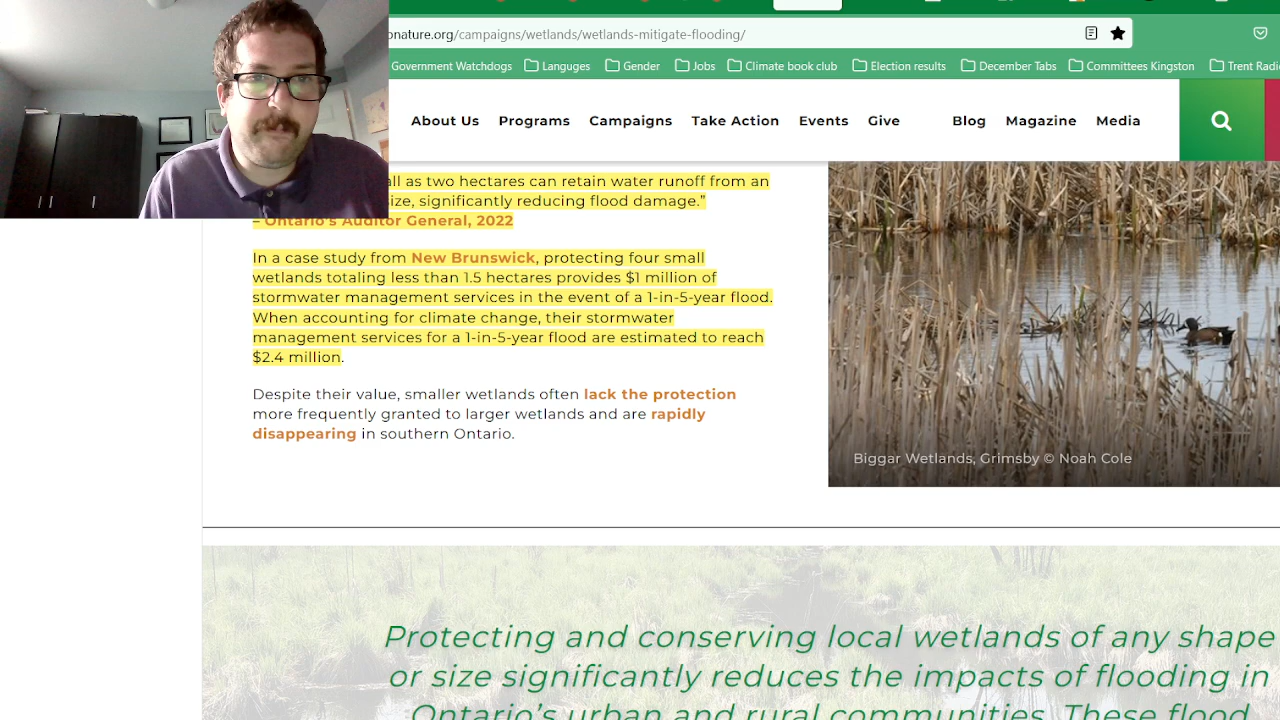 onature.org/campaigns/wetlands/wetlands-mitigate-flooding/
Government Watchdogs Languges Gender Jobs Climate book club Election results December Tabs Committees Kingston Trent Radi
About Us Programs Campaigns Take Action Events Give Blog Magazine Media
all as two hectares can retain water runoff from an
size, significantly reducing flood damage.”
– Ontario’s Auditor General, 2022
In a case study from New Brunswick, protecting four small
wetlands totaling less than 1.5 hectares provides $1 million of
stormwater management services in the event of a 1-in-5-year flood.
When accounting for climate change, their stormwater
management services for a 1-in-5-year flood are estimated to reach
$2.4 million.
Despite their value, smaller wetlands often lack the protection
more frequently granted to larger wetlands and are rapidly
disappearing in southern Ontario.
Biggar Wetlands, Grimsby © Noah Cole
Protecting and conserving local wetlands of any shape
or size significantly reduces the impacts of flooding in
Ontario’s urban and rural communities. These flood